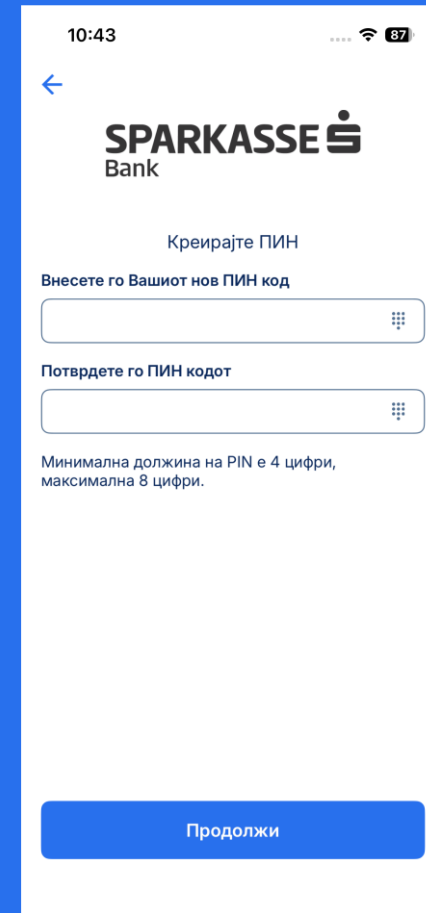 10:43
87
SPARKASSE
Bank
Креирајте ПИН
Внесете го Вашиот нов ПИН код
Потврдете го ПИН кодот
Минимална должина на PIN е 4 цифри,
максимална 8 цифри.
Продолжи